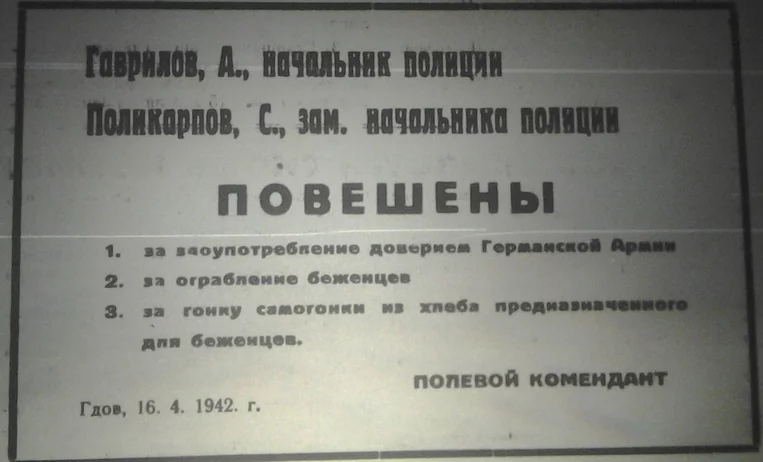 Гаврилов, А., начальник полиции
Поликарпов, С., зам. начальника полиции
ПОВЕШЕНЫ
1. за злоупотребление доверием Германской Армии
2. за ограбление беженцев
3. за гонку самогонки из хлеба предназначенного
для беженцев.
ПОЛЕВОЙ КОМЕНДАНТ
Гдов, 16. 4. 1942. г.